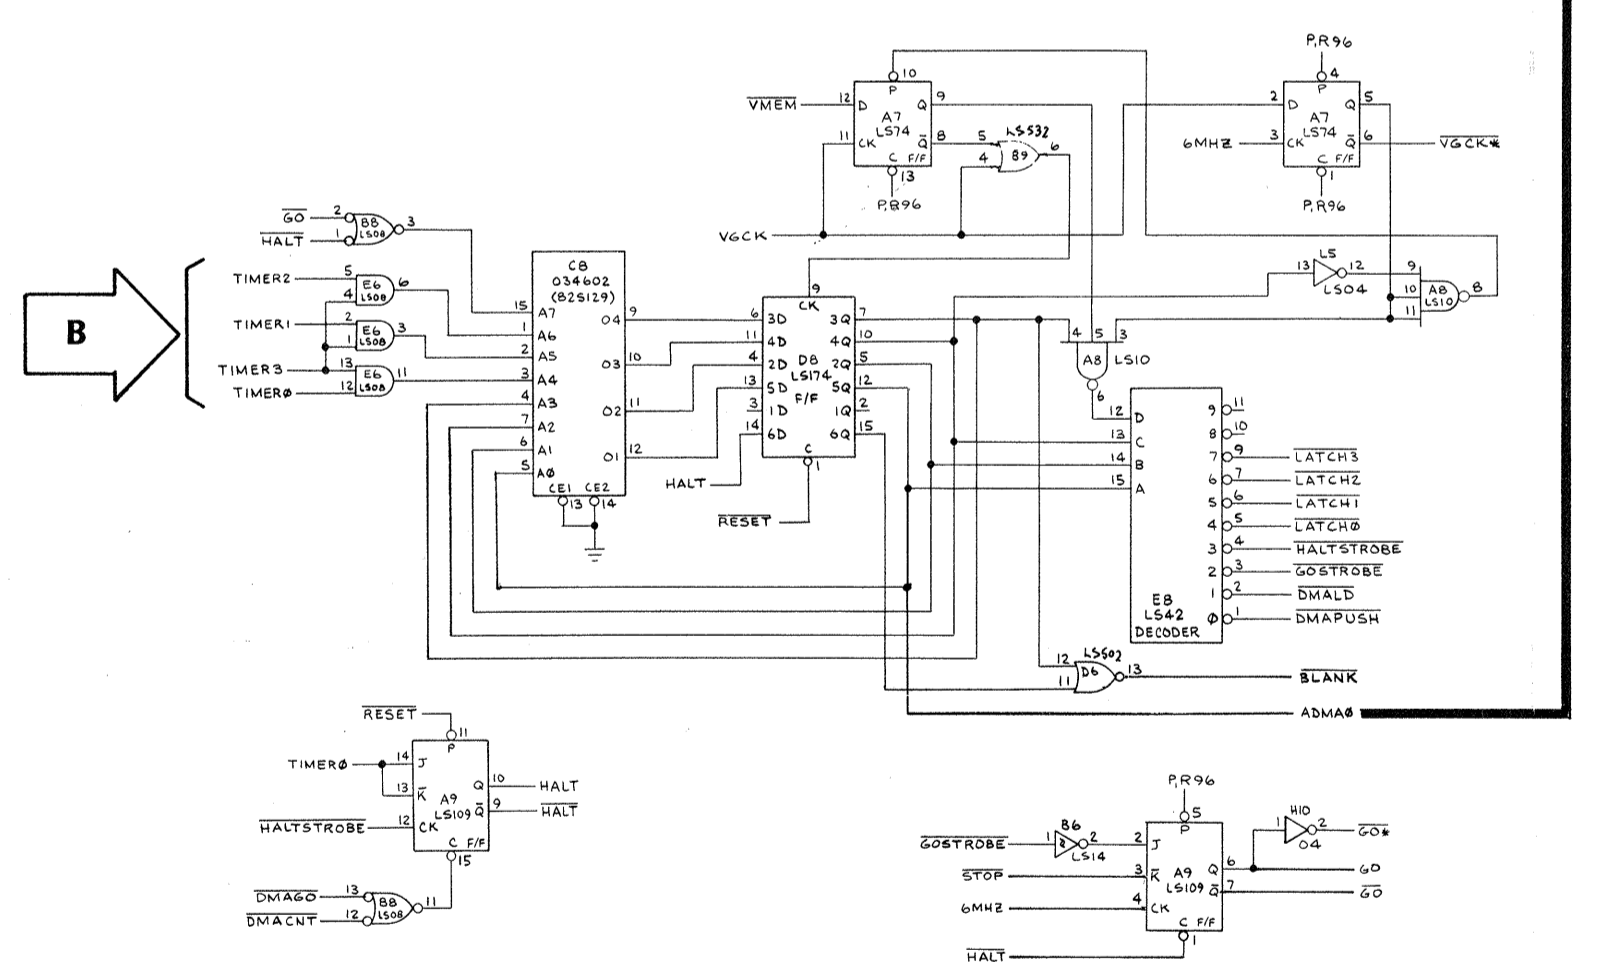 P,R96
4
2 D P Q 5
A7
LS74
6MHZ 3 CK Q 6 VGCK*
C F/F
1
P,R96
10
VMEM 12 D P Q 9
A7
LS74
11 CK Q 8
C F/F
13
P,R96
5 LS32
4 B9 6
VGCK
GO 2
HALT 1
B8
LS08
3
B
TIMER2 5
4
E6
LS08
6
TIMER1 2
1
E6
LS08
3
TIMER3 13
TIMERØ 12
E6
LS08
11
C8
034602
(82S129)
15 A7
1 A6
2 A5
3 A4
4 A3
7 A2
6 A1
5 AØ
O4 9
O3 10
O2 11
O1 12
CE1 CE2
13 14
9
CK
6 3D 3Q 7
11 4D 4Q 10
4 2D 2Q 5
13 5D 5Q 12
3 1D 1Q 2
14 6D 6Q 15
D8
LS174
F/F
C
1
HALT
RESET
L5
13 12
LS04
9
10
11
A8
LS10
8
4 5 3
A8 LS10
6
12 D
13 C
14 B
15 A
E8
LS42
DECODER
9 11
8 10
7 9 LATCH3
6 7 LATCH2
5 6 LATCH1
4 5 LATCHØ
3 4 HALTSTROBE
2 3 GOSTROBE
1 2 DMALD
Ø 1 DMAPUSH
LS02
12
11
D6
13 BLANK
ADMAØ
RESET
11
P
TIMERØ 14 J
13 K
HALTSTROBE 12 CK
A9
LS109
C F/F
Q 10 HALT
Q 9 HALT
15
DMAGO 13
DMACNT 12
B8
LS08
11
P,R96
5
P
B6
GOSTROBE 1 2
LS14
2 J
STOP 3 K
6MHZ 4 CK
A9
LS109
C F/F
Q 6 GO
Q 7 GO
1
HALT
H10
1 2 GO*
04